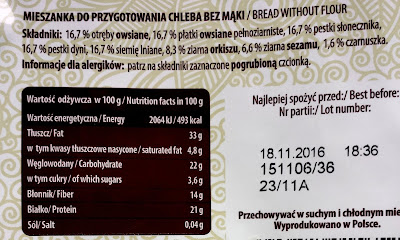 MIESZANKA DO PRZYGOTOWANIA CHLEBA BEZ MĄKI / BREAD WITHOUT FLOUR
Składniki: 16,7 % otręby owsiane, 16,7 % płatki owsiane pełnoziarniste, 16,7 % pestki słonecznika,
16,7 % pestki dyni, 16,7 % siemię lniane, 8,3 % ziarno orkiszu, 6,6 % ziarno sezamu, 1,6 % czarnuszka.
Informacje dla alergików: patrz na składniki zaznaczone pogrubioną czcionką.
Wartość odżywcza w 100 g / Nutrition facts in 100 g
Wartość energetyczna / Energy 2064 kJ / 493 kcal
Tłuszcz/ Fat 33 g
w tym kwasy tłuszczowe nasycone / saturated fat 4,8 g
Węglowodany / Carbohydrate 22 g
w tym cukry / of which sugars 3,6 g
Błonnik/ Fiber 14 g
Białko/ Protein 21 g
Sól/ Salt 0,04 g
Najlepiej spożyć przed:/ Best before:
Nr partii:/ Lot number:
18.11.2016 18:36
151106/36
23/11A
Przechowywać w suchym i chłodnym mie
Wyprodukowano w Polsce.